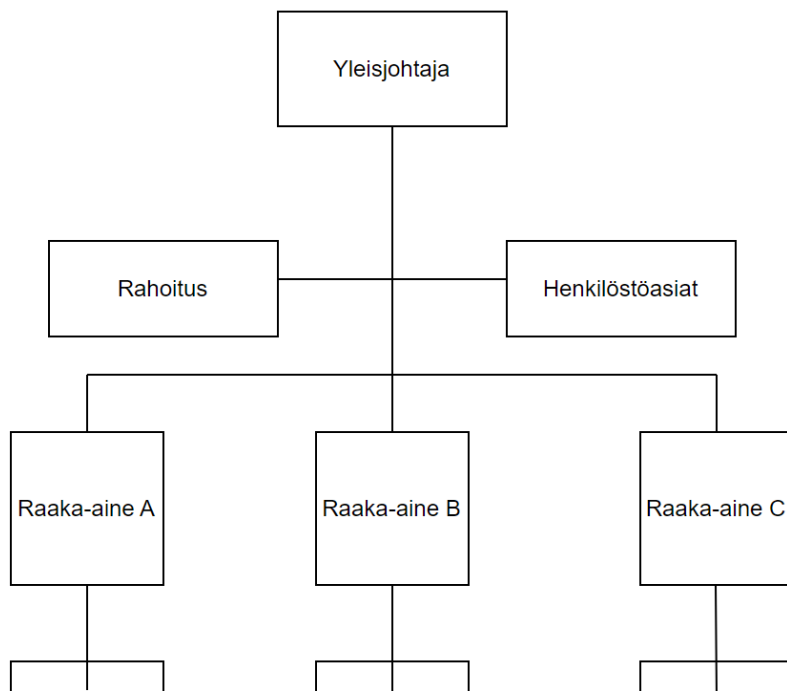 Yleisjohtaja
Rahoitus
Henkilöstöasiat
Raaka-aine A
Raaka-aine B
Raaka-aine C